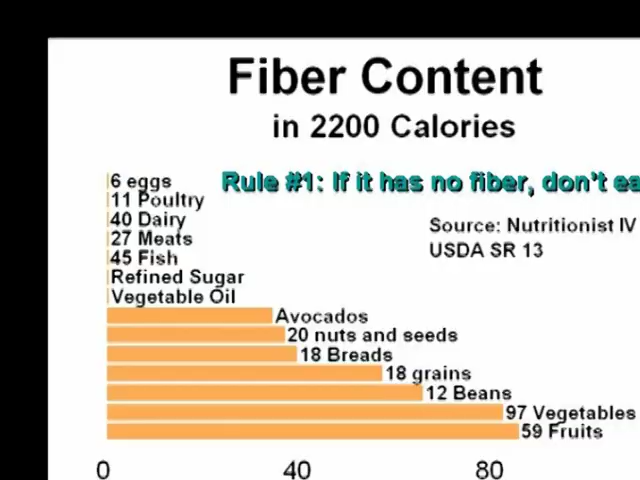 Fiber Content
in 2200 Calories
Rule #1: If it has no fiber, don't
6 eggs
11 Poultry
40 Dairy
27 Meats
45 Fish
Refined Sugar
Vegetable Oil
Source: Nutritionist IV
USDA SR 13
Avocados
20 nuts and seeds
18 Breads
18 grains
12 Beans
97 Vegetables
59 Fruits
0 40 80